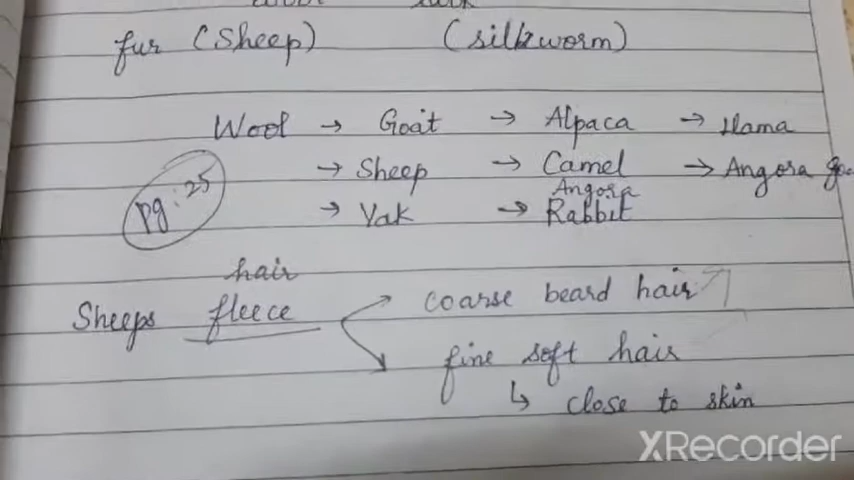 fur (Sheep) (silkworm)
Wool → Goat → Alpaca → llama
→ Sheep → Camel → Angora
pg: 25 → Yak → Angora Rabbit
hair
Sheeps fleece coarse beard hair
fine soft hair
↳ close to skin
XRecorder